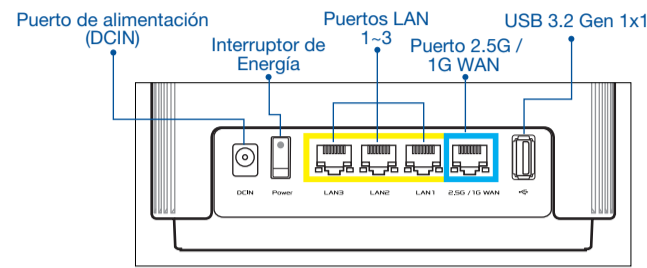 Puerto de alimentación
(DCIN)
Interruptor de
Energía
Puertos LAN
1~3
Puerto 2.5G /
1G WAN
USB 3.2 Gen 1x1
DCIN
Power
LAN3
LAN2
LAN1
2,5G / 1G WAN